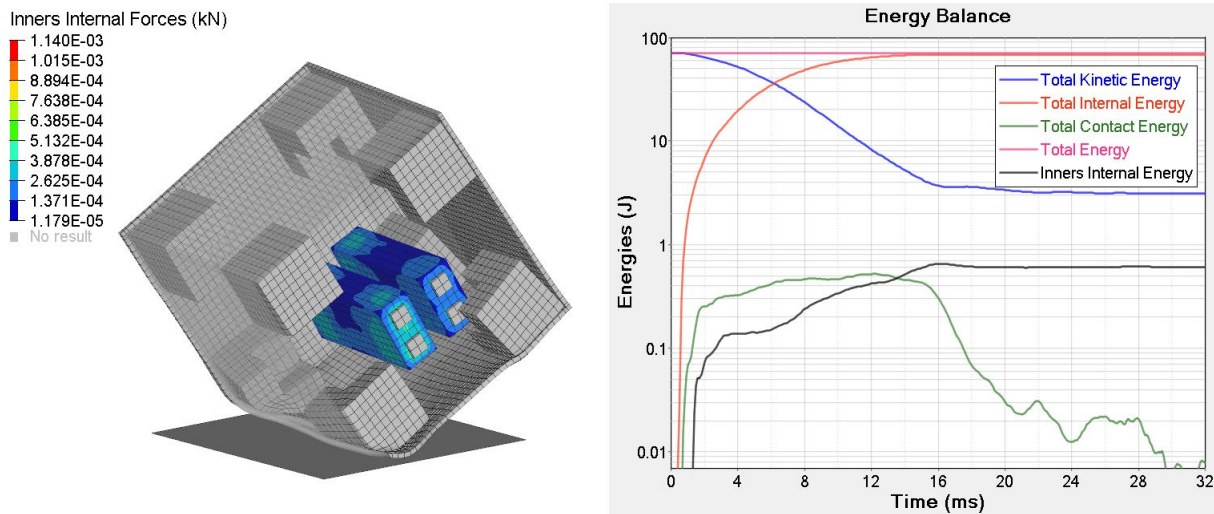 Inners Internal Forces (kN)
1.140E-03
1.015E-03
8.894E-04
7.638E-04
6.385E-04
5.132E-04
3.878E-04
2.625E-04
1.371E-04
1.179E-05
No result
Energy Balance
100
10
1
0.1
0.01
Energies (J)
Total Kinetic Energy
Total Internal Energy
Total Contact Energy
Total Energy
Inners Internal Energy
0 4 8 12 16 20 24 28 32
Time (ms)